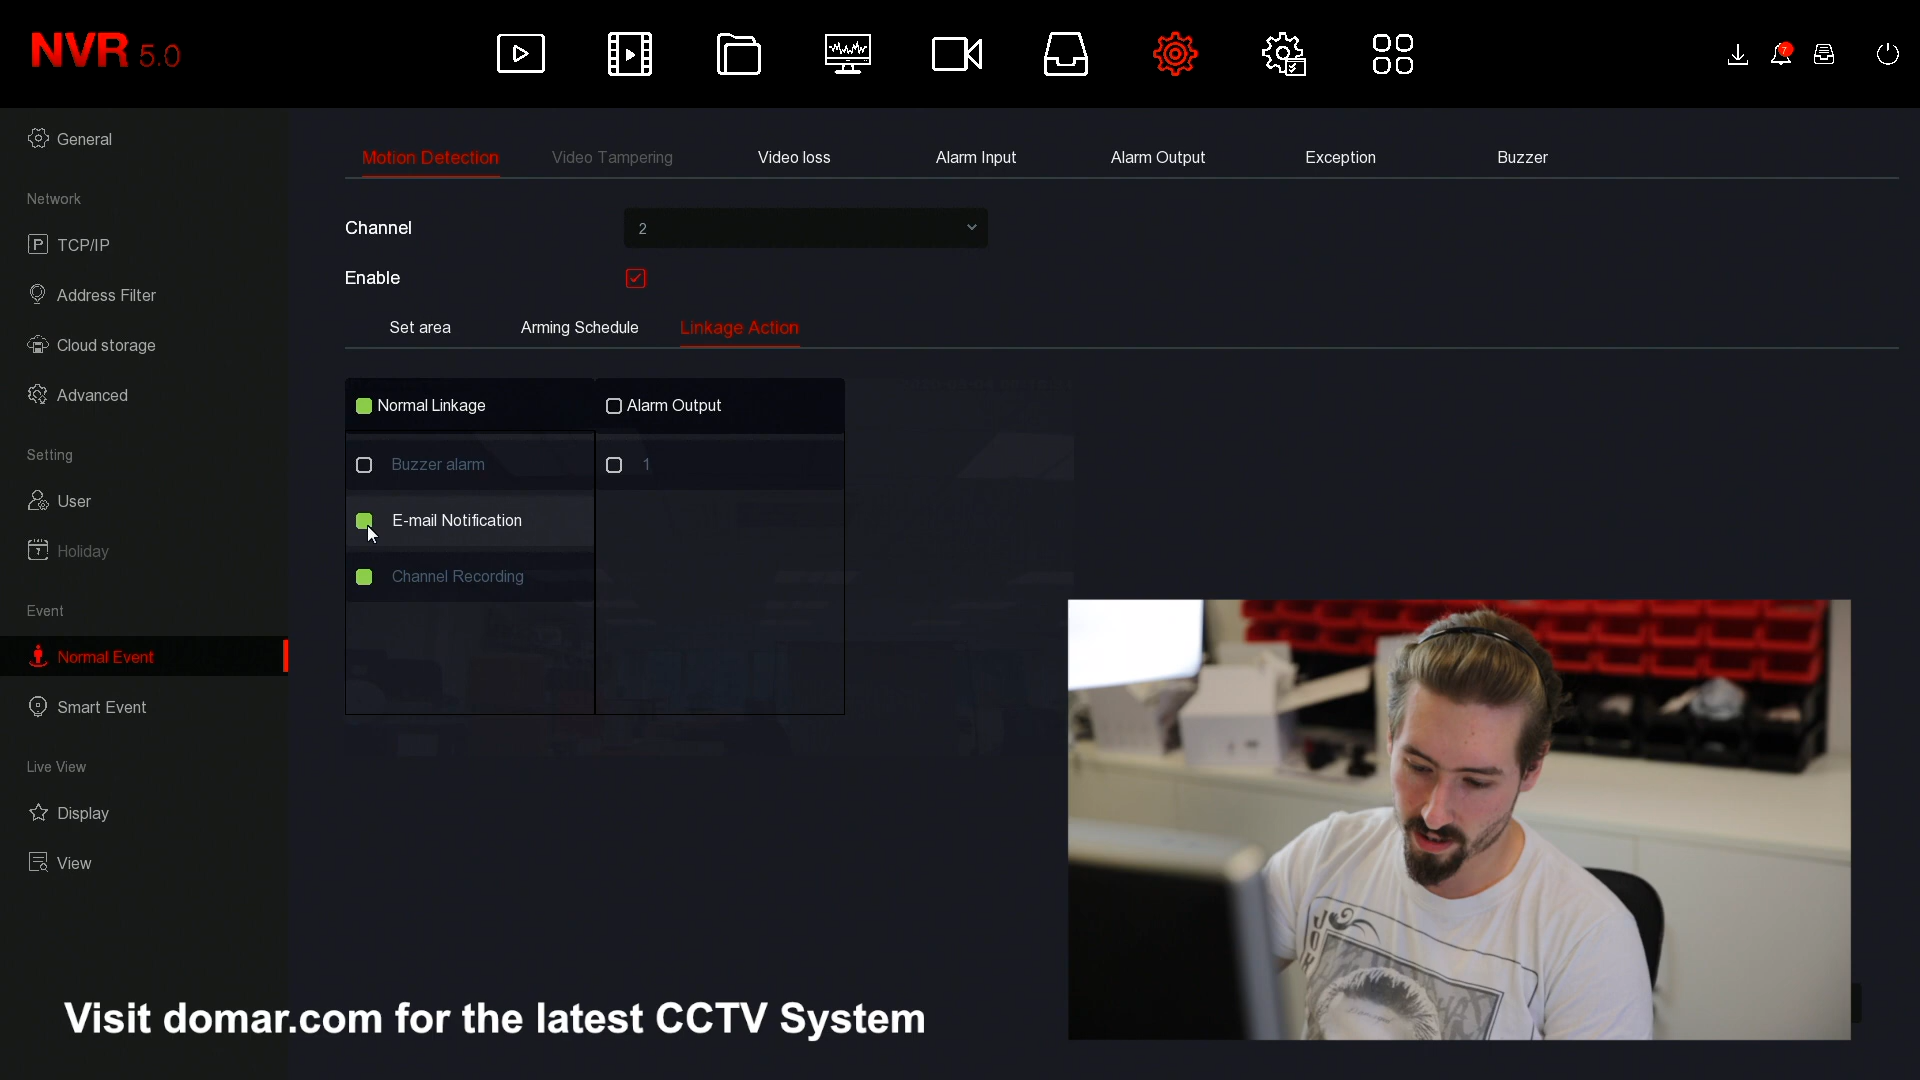 NVR 5.0
7
General
Network
TCP/IP
Address Filter
Cloud storage
Advanced
Setting
User
Holiday
Event
Normal Event
Smart Event
Live View
Display
View
Motion Detection
Video Tampering
Video loss
Alarm Input
Alarm Output
Exception
Buzzer
Channel
2
Enable
Set area
Arming Schedule
Linkage Action
Normal Linkage
Alarm Output
Buzzer alarm
1
E-mail Notification
Channel Recording
Visit domar.com for the latest CCTV System